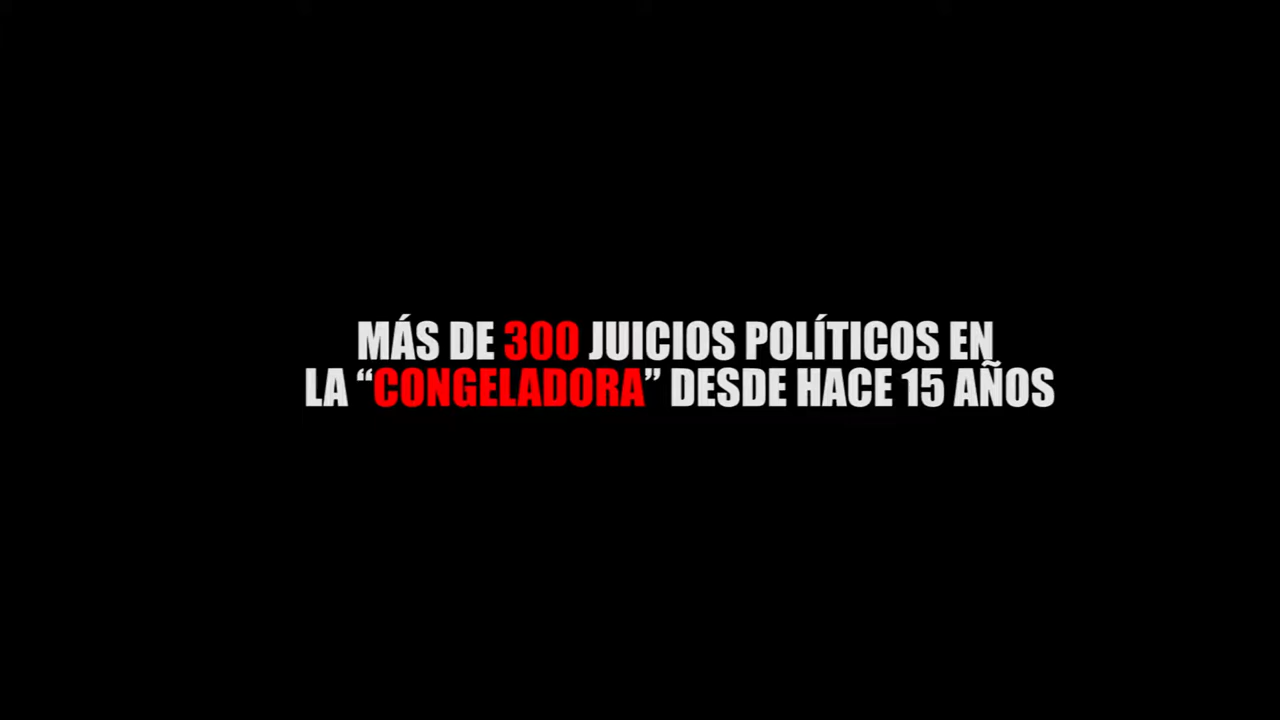 MÁS DE 300 JUICIOS POLÍTICOS EN
LA “CONGELADORA” DESDE HACE 15 AÑOS